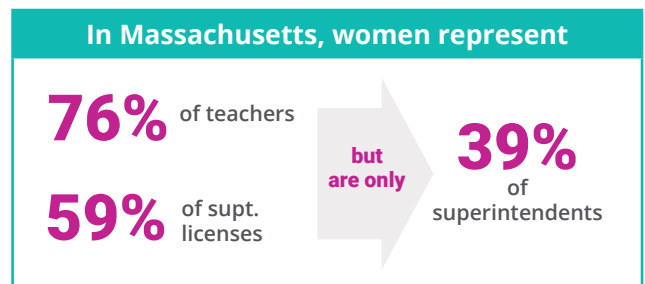 In Massachusetts, women represent
76% of teachers
59% of supt.
licenses
but
are only
39%
of
superintendents